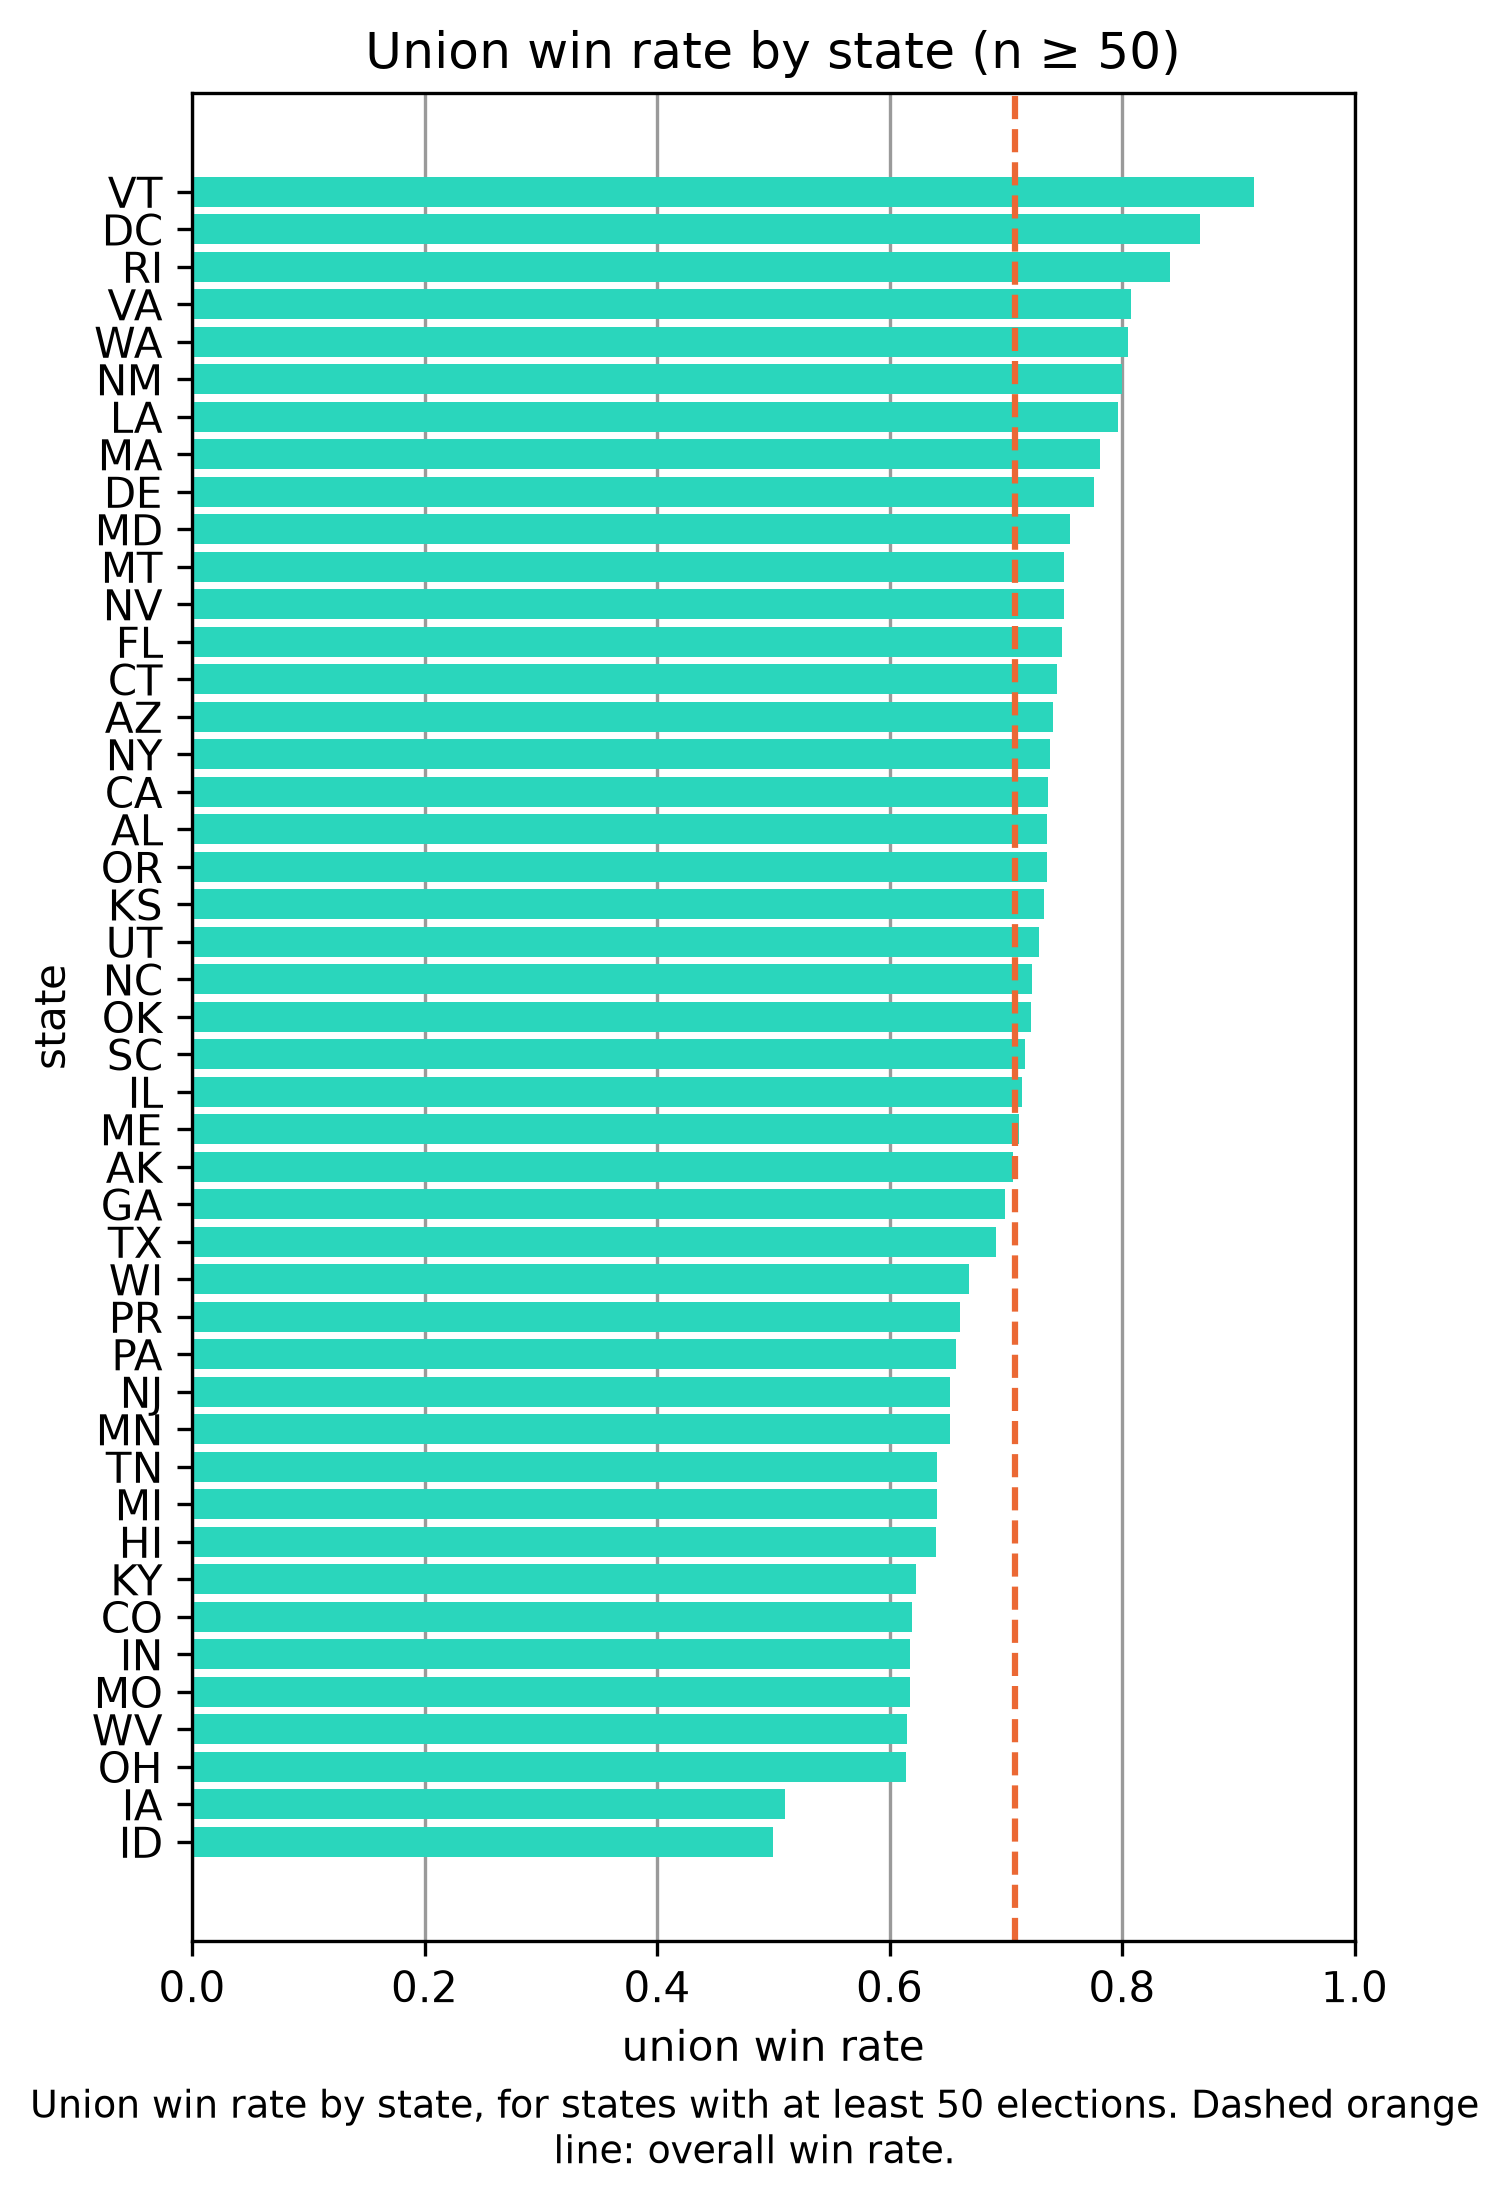 Union win rate by state (n ≥ 50)
VT
DC
RI
VA
WA
NM
LA
MA
DE
MD
MT
NV
FL
CT
AZ
NY
CA
AL
OR
KS
UT
NC
OK
SC
IL
ME
AK
GA
TX
WI
PR
PA
NJ
MN
TN
MI
HI
KY
CO
IN
MO
WV
OH
IA
ID
state
0.0 0.2 0.4 0.6 0.8 1.0
union win rate
Union win rate by state, for states with at least 50 elections. Dashed orange
line: overall win rate.